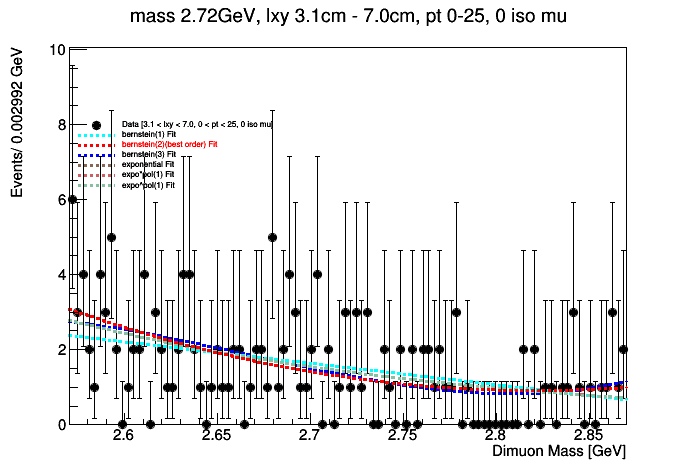 mass 2.72GeV, lxy 3.1cm - 7.0cm, pt 0-25, 0 iso mu
Events/ 0.002992 GeV
10
8
6
4
2
0
Data [3.1 < lxy < 7.0, 0 < pt < 25, 0 iso mu
bernstein(1) Fit
bernstein(2)(best order) Fit
bernstein(3) Fit
exponential Fit
expo*pol(1) Fit
expo*pol(1) Fit
2.6 2.65 2.7 2.75 2.8 2.85
Dimuon Mass [GeV]